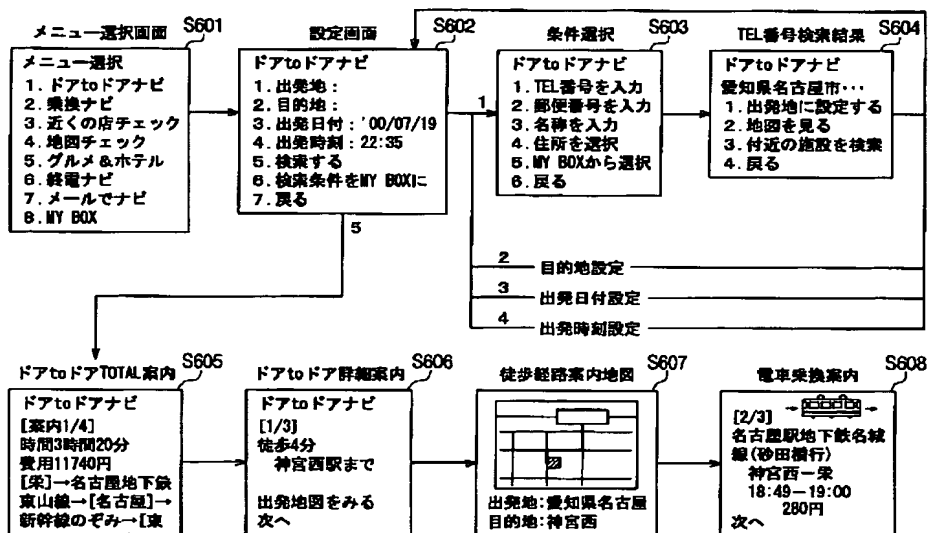 メニュー選択画面 S601
メニュー選択
1. ドアtoドアナビ
2. 乗換ナビ
3. 近くの店チェック
4. 地図チェック
5. グルメ&ホテル
6. 終電ナビ
7. メールでナビ
8. MY BOX
設定画面 S602
ドアtoドアナビ
1. 出発地:
2. 目的地:
3. 出発日付:'00/07/19
4. 出発時刻:22:35
5. 検索する
6. 検索条件をMY BOXに
7. 戻る
1
条件選択 S603
ドアtoドアナビ
1. TEL番号を入力
2. 郵便番号を入力
3. 名称を入力
4. 住所を選択
5. MY BOXから選択
6. 戻る
TEL番号検索結果 S604
ドアtoドアナビ
愛知県名古屋市・・・
1. 出発地に設定する
2. 地図を見る
3. 付近の施設を検索
4. 戻る
5
2 目的地設定
3 出発日付設定
4 出発時刻設定
ドアtoドアTOTAL案内 S605
ドアtoドアナビ
[案内1/4]
時間3時間20分
費用11740円
[栄]→名古屋地下鉄
東山線→[名古屋]→
新幹線のぞみ→[東
ドアtoドア詳細案内 S606
ドアtoドアナビ
[1/3]
徒歩4分
神宮西駅まで
出発地図をみる
次へ
徒歩経路案内地図 S607
出発地:愛知県名古屋
目的地:神宮西
電車乗換案内 S608
[2/3]
名古屋駅地下鉄名城
線(砂田橋行)
神宮西ー栄
18:49ー19:00
280円
次へ